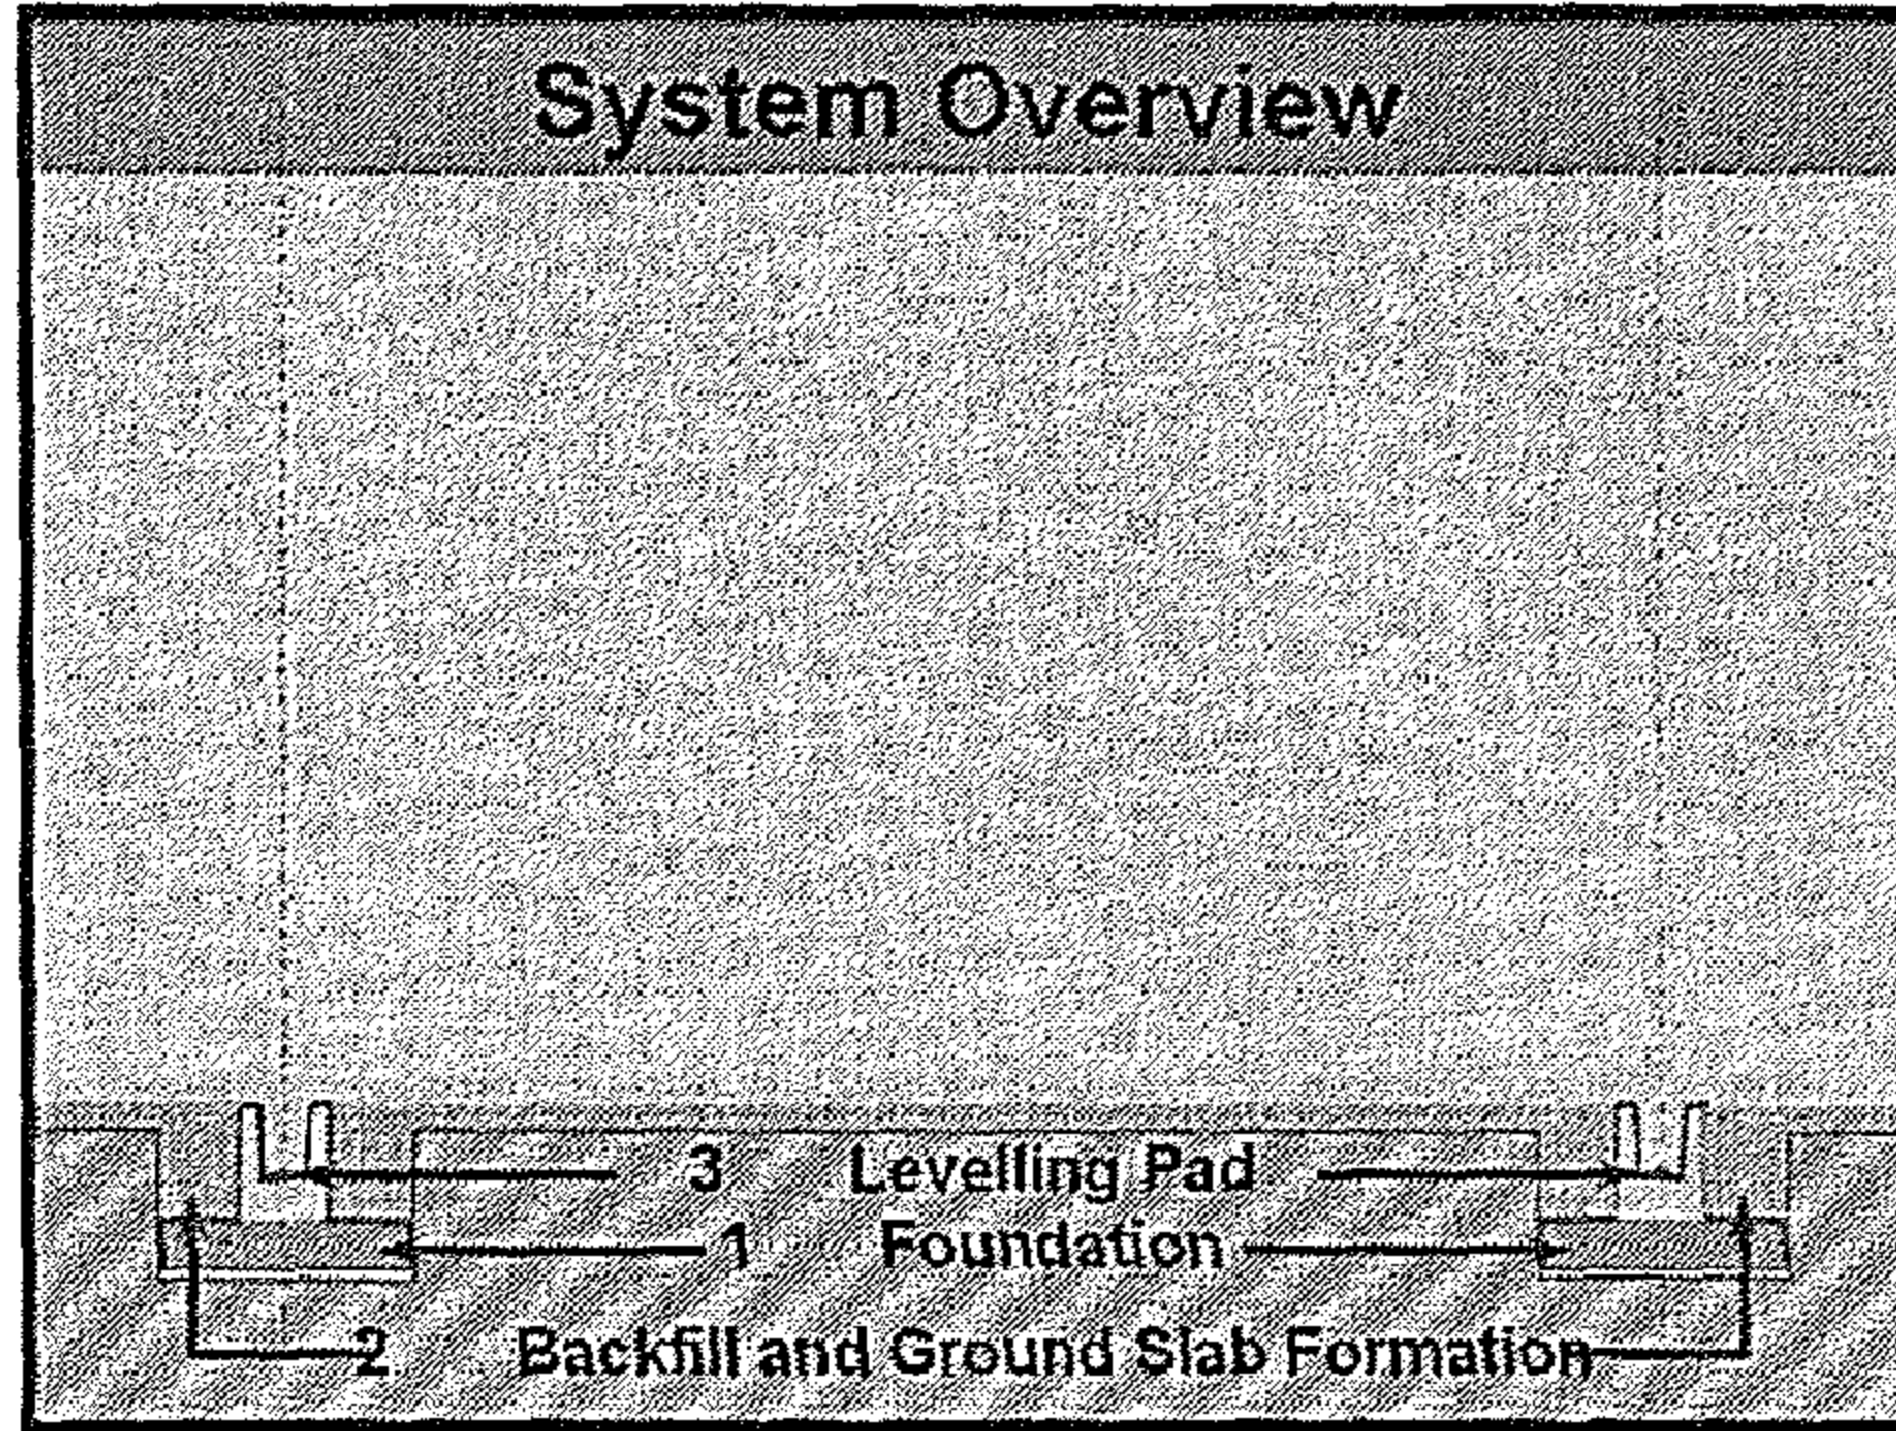 System Overview
3 Levelling Pad
1 Foundation
2 Backfill and Ground Slab Formation